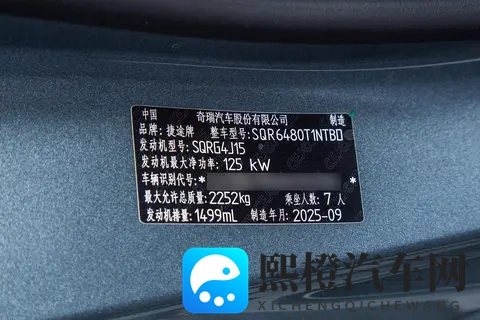 中国 奇瑞汽车股份有限公司 制造
品牌：捷途牌 整车型号：SQR6480T1NTBD
发动机型号：SQRG4J15
发动机最大净功率：125 kW
车辆识别代号：* *
最大允许总质量：2252kg 乘坐人数：7人
发动机排量：1499mL 制造年月：2025-09
熙橙汽车网
XICHENGQICHEWANG